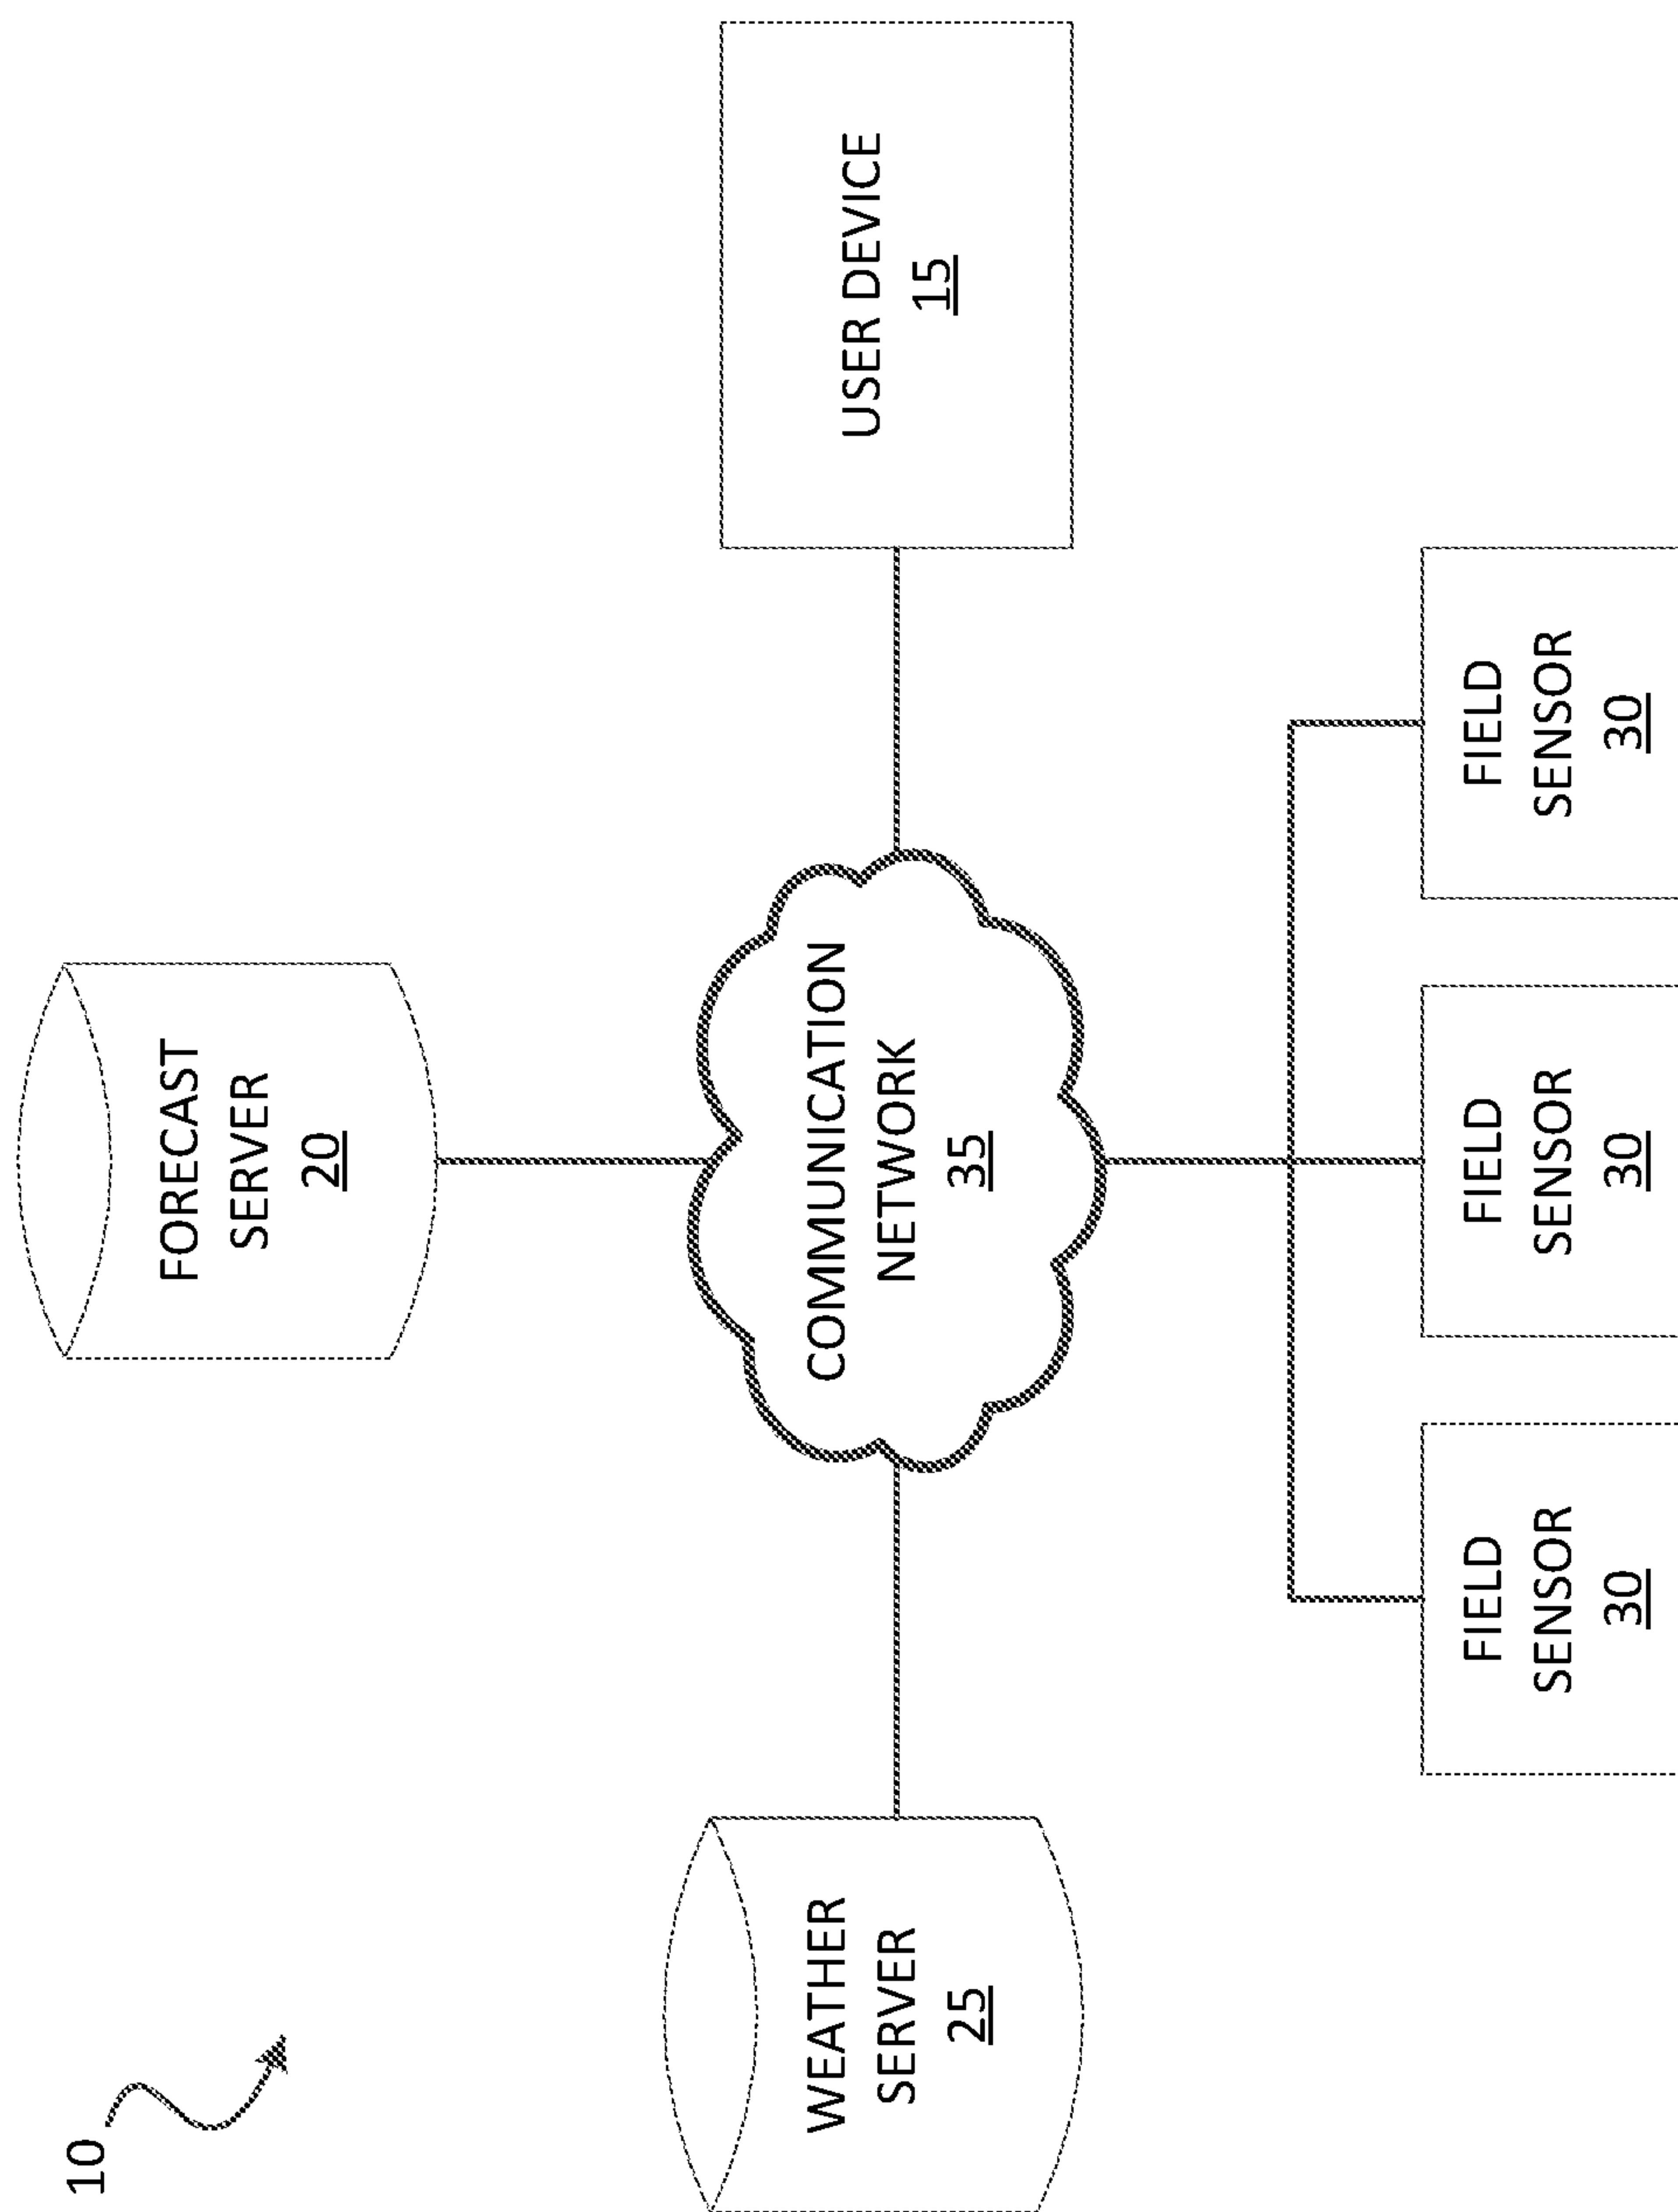 10
FORECAST
SERVER
20
WEATHER
SERVER
25
COMMUNICATION
NETWORK
35
USER DEVICE
15
FIELD
SENSOR
30
FIELD
SENSOR
30
FIELD
SENSOR
30